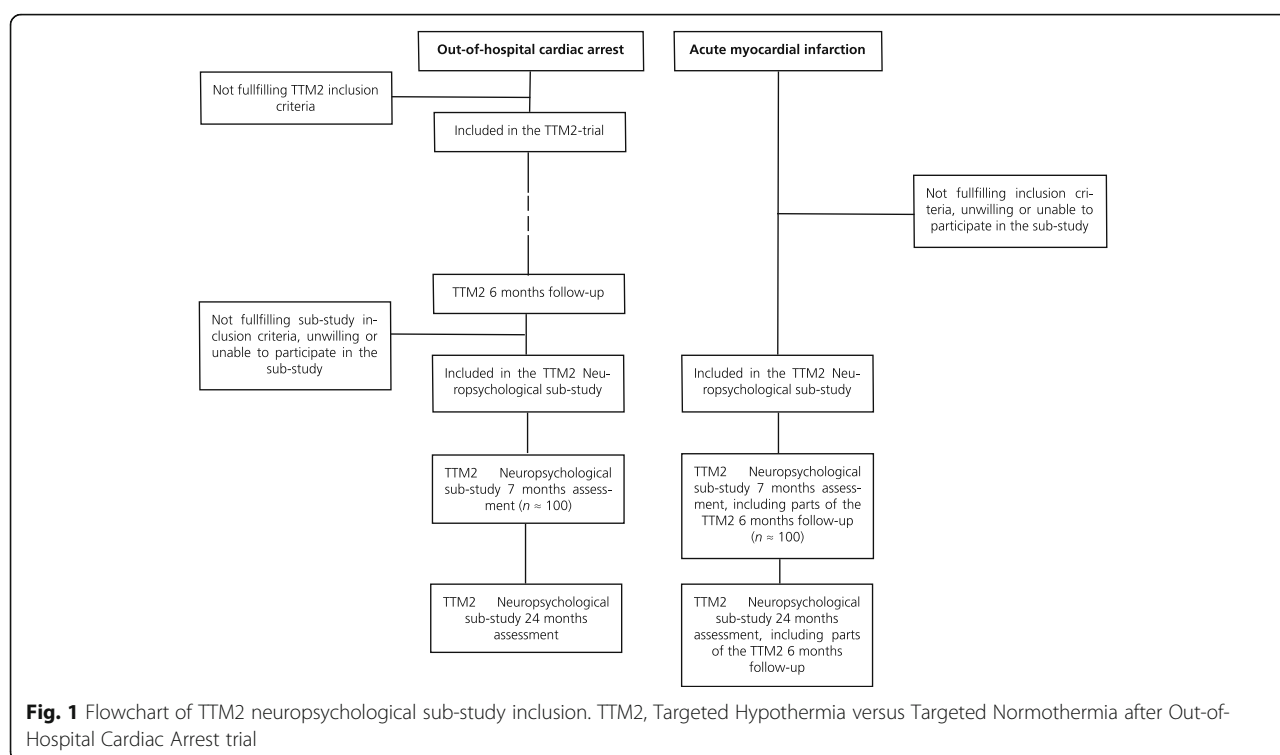 Out-of-hospital cardiac arrest
Acute myocardial infarction
Not fullfilling TTM2 inclusion
criteria
Included in the TTM2-trial
Not fullfilling inclusion cri-
teria, unwilling or unable to
participate in the sub-study
TTM2 6 months follow-up
Not fullfilling sub-study in-
clusion criteria, unwilling or
unable to participate in the
sub-study
Included in the TTM2 Neu-
ropsychological sub-study
Included in the TTM2 Neu-
ropsychological sub-study
TTM2 Neuropsychological
sub-study 7 months assess-
ment (n ≈ 100)
TTM2 Neuropsychological
sub-study 7 months assess-
ment, including parts of the
TTM2 6 months follow-up
(n ≈ 100)
TTM2 Neuropsychological
sub-study 24 months
assessment
TTM2 Neuropsychological
sub-study 24 months
assessment, including parts
of the TTM2 6 months
follow-up
Fig. 1 Flowchart of TTM2 neuropsychological sub-study inclusion. TTM2, Targeted Hypothermia versus Targeted Normothermia after Out-of-
Hospital Cardiac Arrest trial